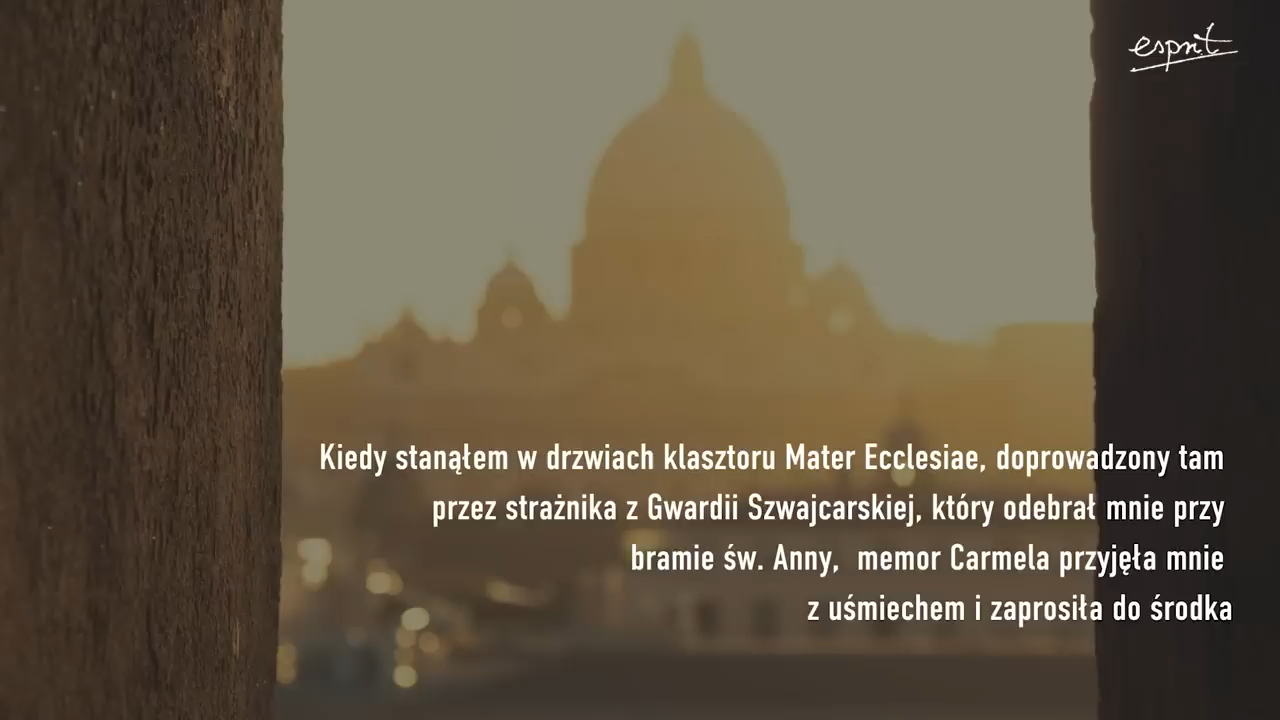 esprit
Kiedy stanąłem w drzwiach klasztoru Mater Ecclesiae, doprowadzony tam
przez strażnika z Gwardii Szwajcarskiej, który odebrał mnie przy
bramie św. Anny,  memor Carmela przyjęła mnie
z uśmiechem i zaprosiła do środka